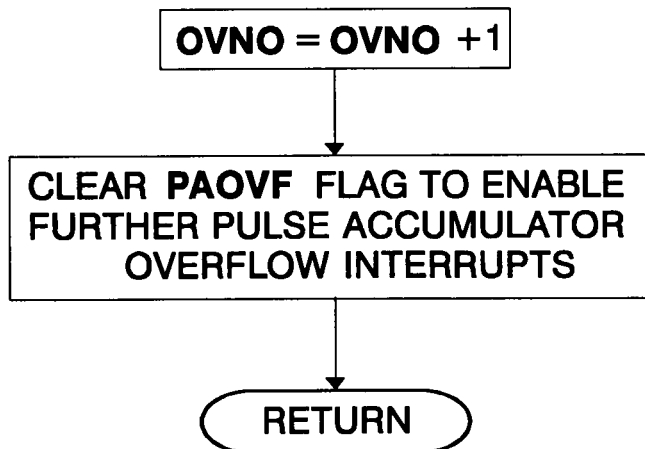 OVNO = OVNO +1
CLEAR PAOVF FLAG TO ENABLE
FURTHER PULSE ACCUMULATOR
OVERFLOW INTERRUPTS
RETURN